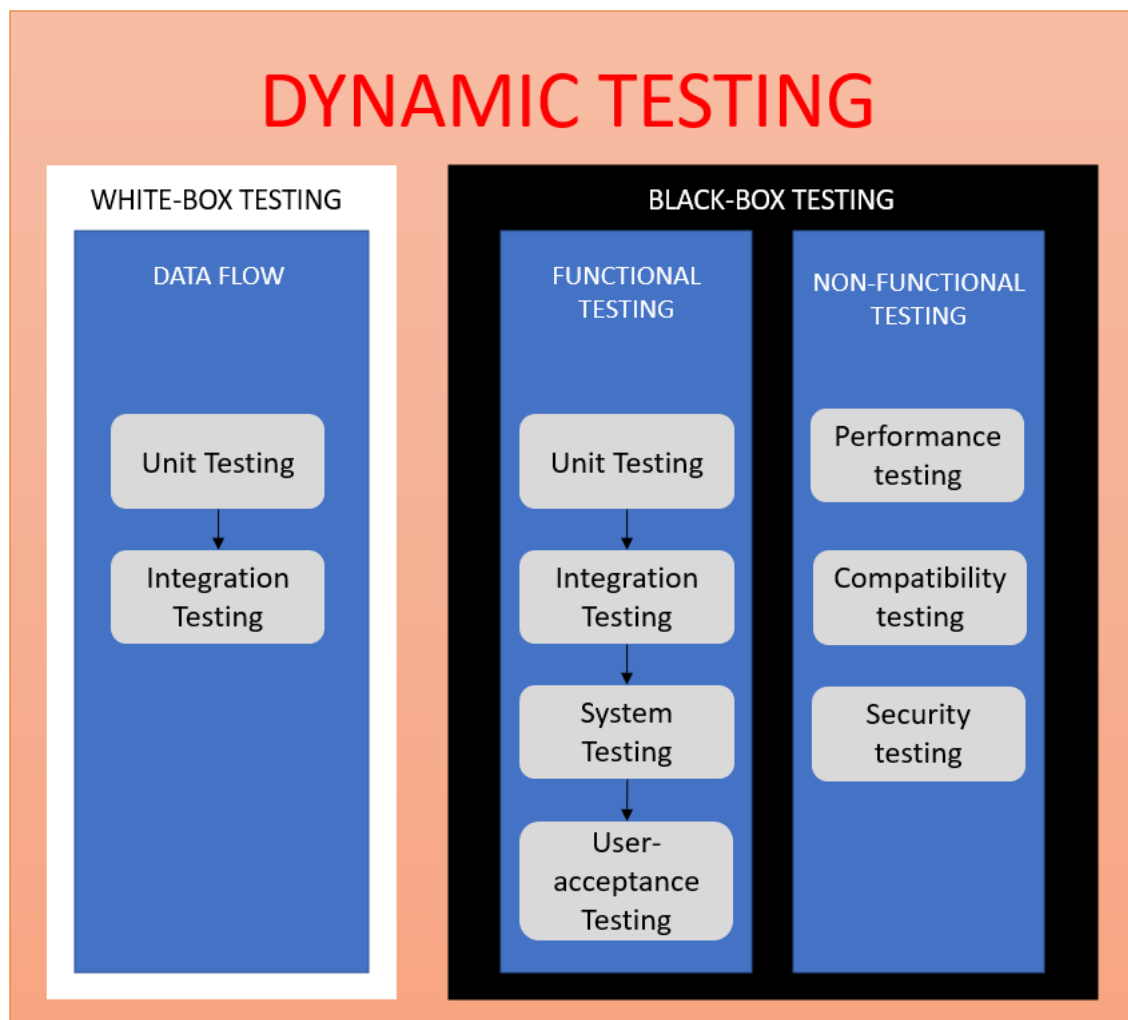 DYNAMIC TESTING
WHITE-BOX TESTING
DATA FLOW
Unit Testing
Integration
Testing
BLACK-BOX TESTING
FUNCTIONAL
TESTING
Unit Testing
Integration
Testing
System
Testing
User-
acceptance
Testing
NON-FUNCTIONAL
TESTING
Performance
testing
Compatibility
testing
Security
testing